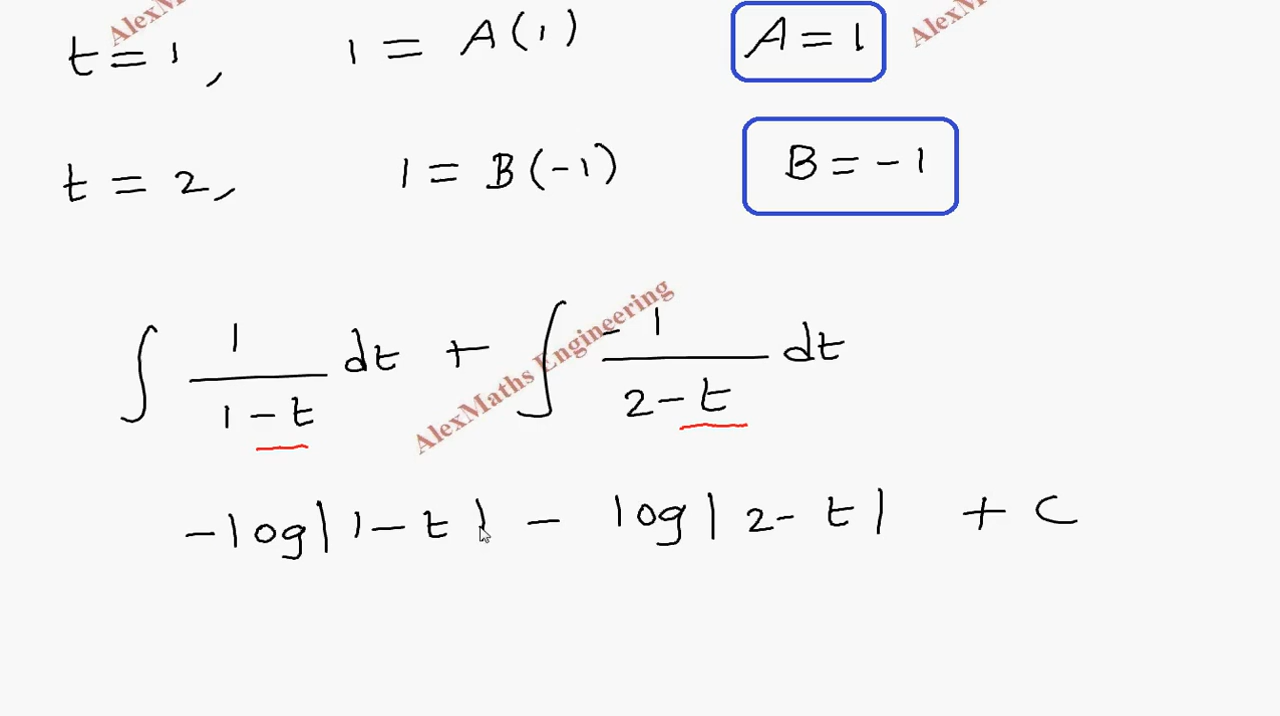 t = 1, 1 = A(1) A = 1
t = 2, 1 = B(-1) B = -1
∫ 1/(1-t) dt + ∫ -1/(2-t) dt
-log|1-t| - log|2-t| + C
AlexMaths Engineering